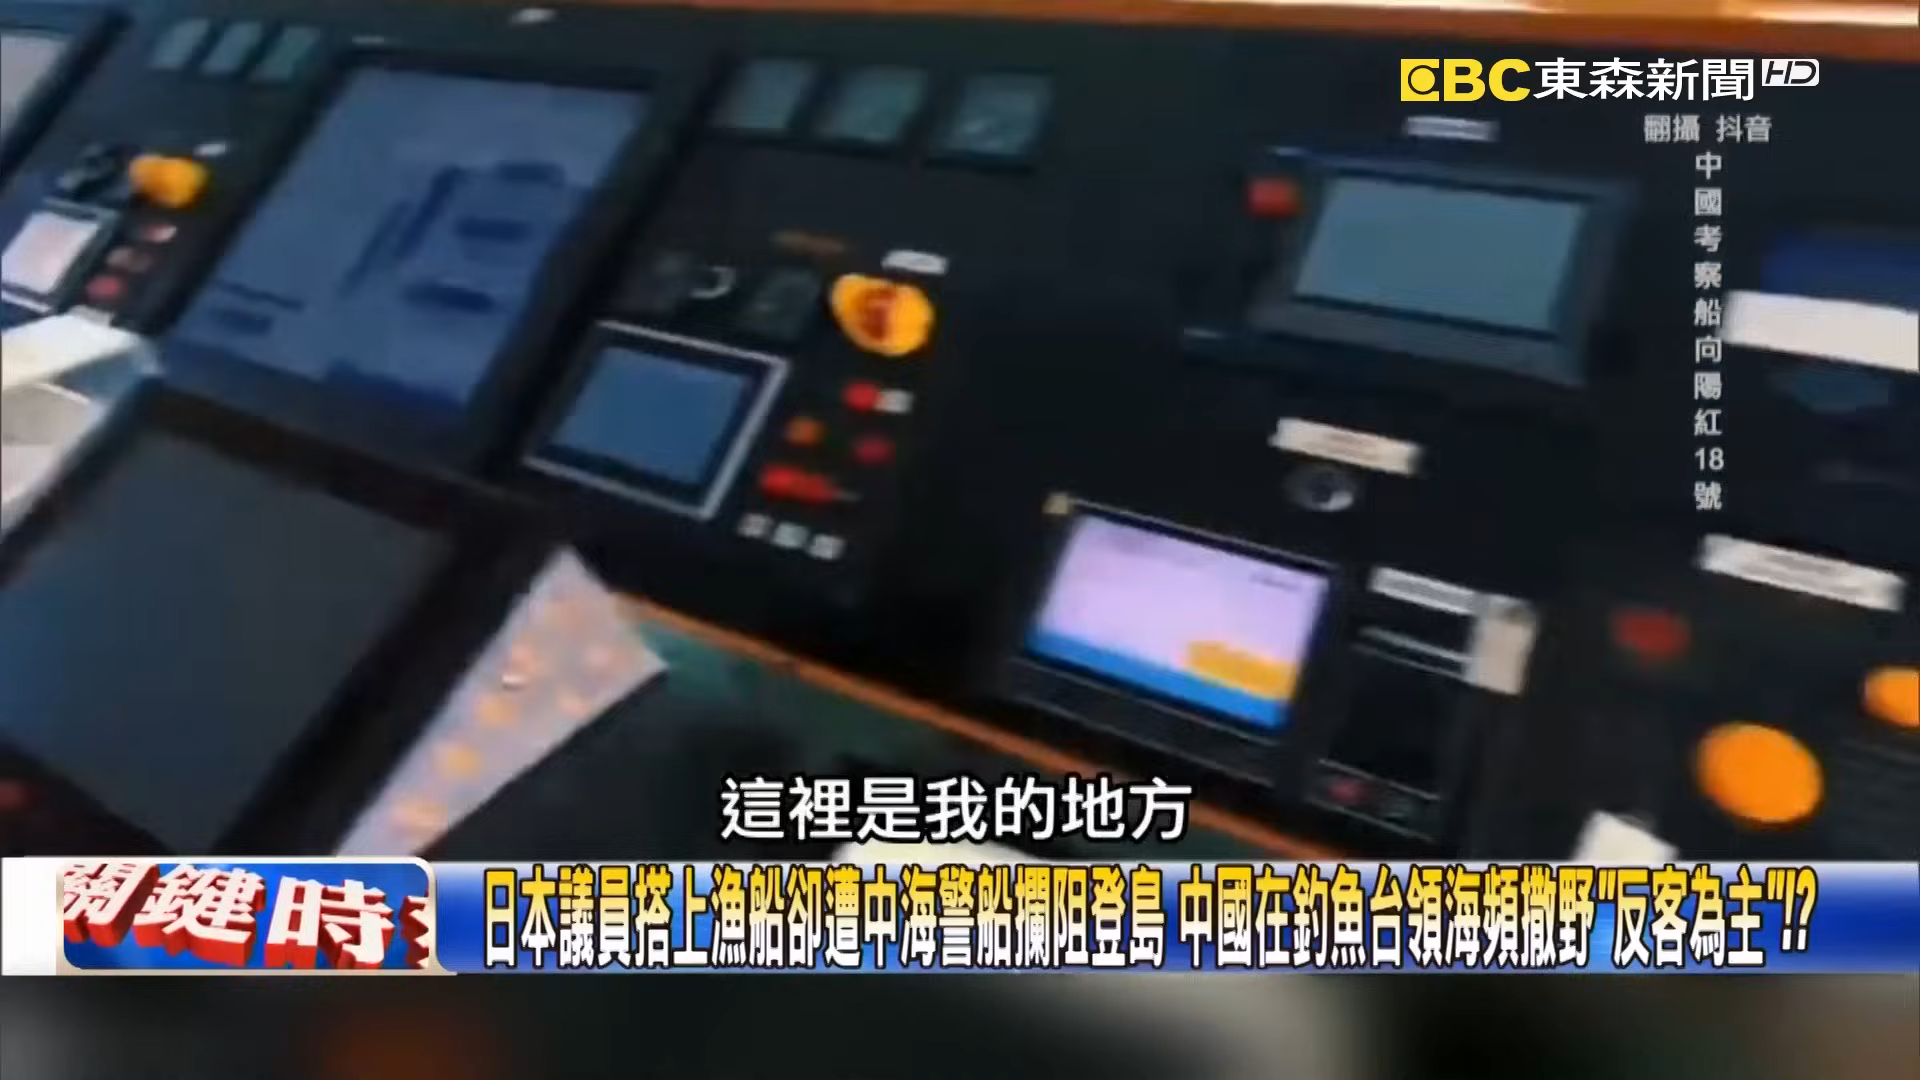 EBC東森新聞HD
翻攝 抖音
中國考察船向陽紅18號
這裡是我的地方
關鍵時
日本議員搭上漁船卻遭中海警船攔阻登島 中國在釣魚台領海頻撒野"反客為主"!?